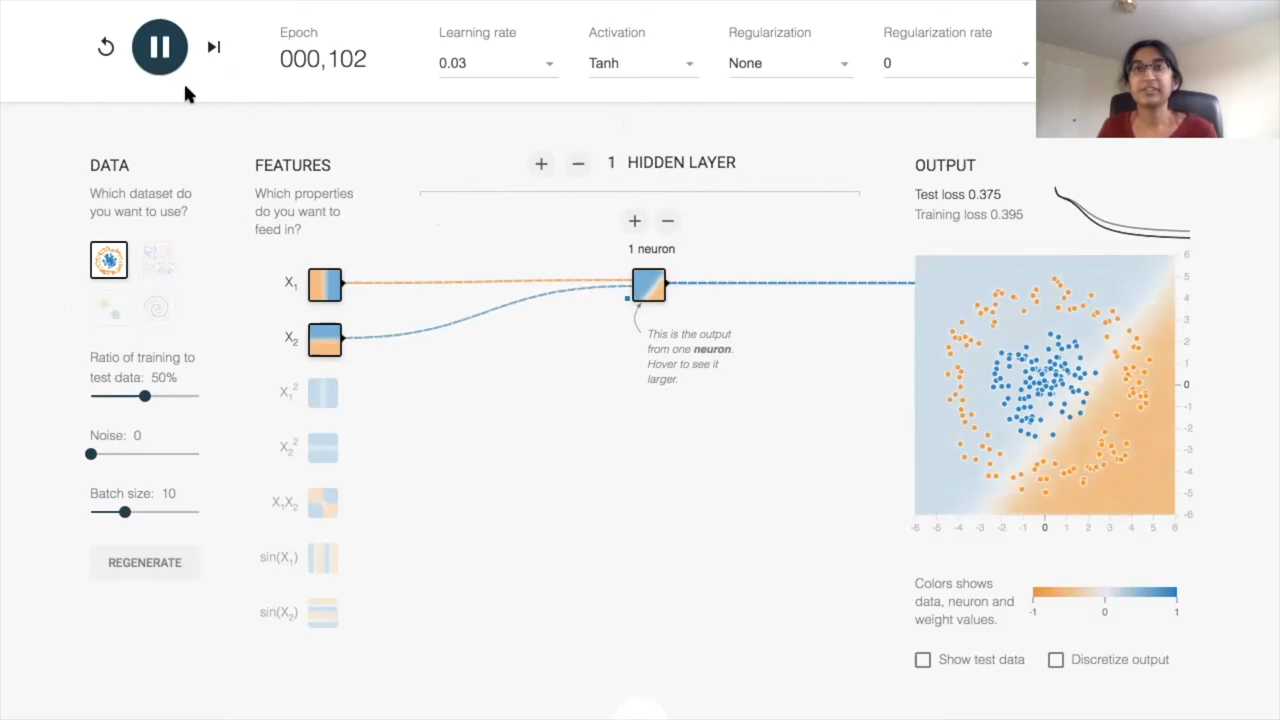 Epoch
000,102
Learning rate
0.03
Activation
Tanh
Regularization
None
Regularization rate
0
DATA
Which dataset do
you want to use?
Ratio of training to
test data: 50%
Noise: 0
Batch size: 10
REGENERATE
FEATURES
Which properties
do you want to
feed in?
X₁
X₂
X₁²
X₂²
X₁X₂
sin(X₁)
sin(X₂)
+ − 1 HIDDEN LAYER
+ −
1 neuron
This is the output
from one neuron.
Hover to see it
larger.
OUTPUT
Test loss 0.375
Training loss 0.395
6
5
4
3
2
1
0
-1
-2
-3
-4
-5
-6
-6 -5 -4 -3 -2 -1 0 1 2 3 4 5 6
Colors shows
data, neuron and
weight values.
-1 0 1
Show test data
Discretize output